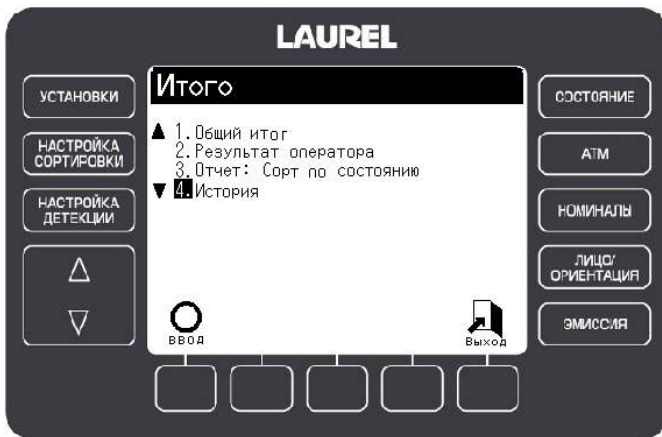 LAUREL
УСТАНОВКИ
НАСТРОЙКА
СОРТИРОВКИ
НАСТРОЙКА
ДЕТЕКЦИИ
Итого
1.Общий итог
2.Результат оператора
3.Отчет: Сорт по состоянию
4.История
ВВОД
Выход
СОСТОЯНИЕ
АТМ
НОМИНАЛЫ
ЛИЦО/
ОРИЕНТАЦИЯ
ЭМИССИЯ